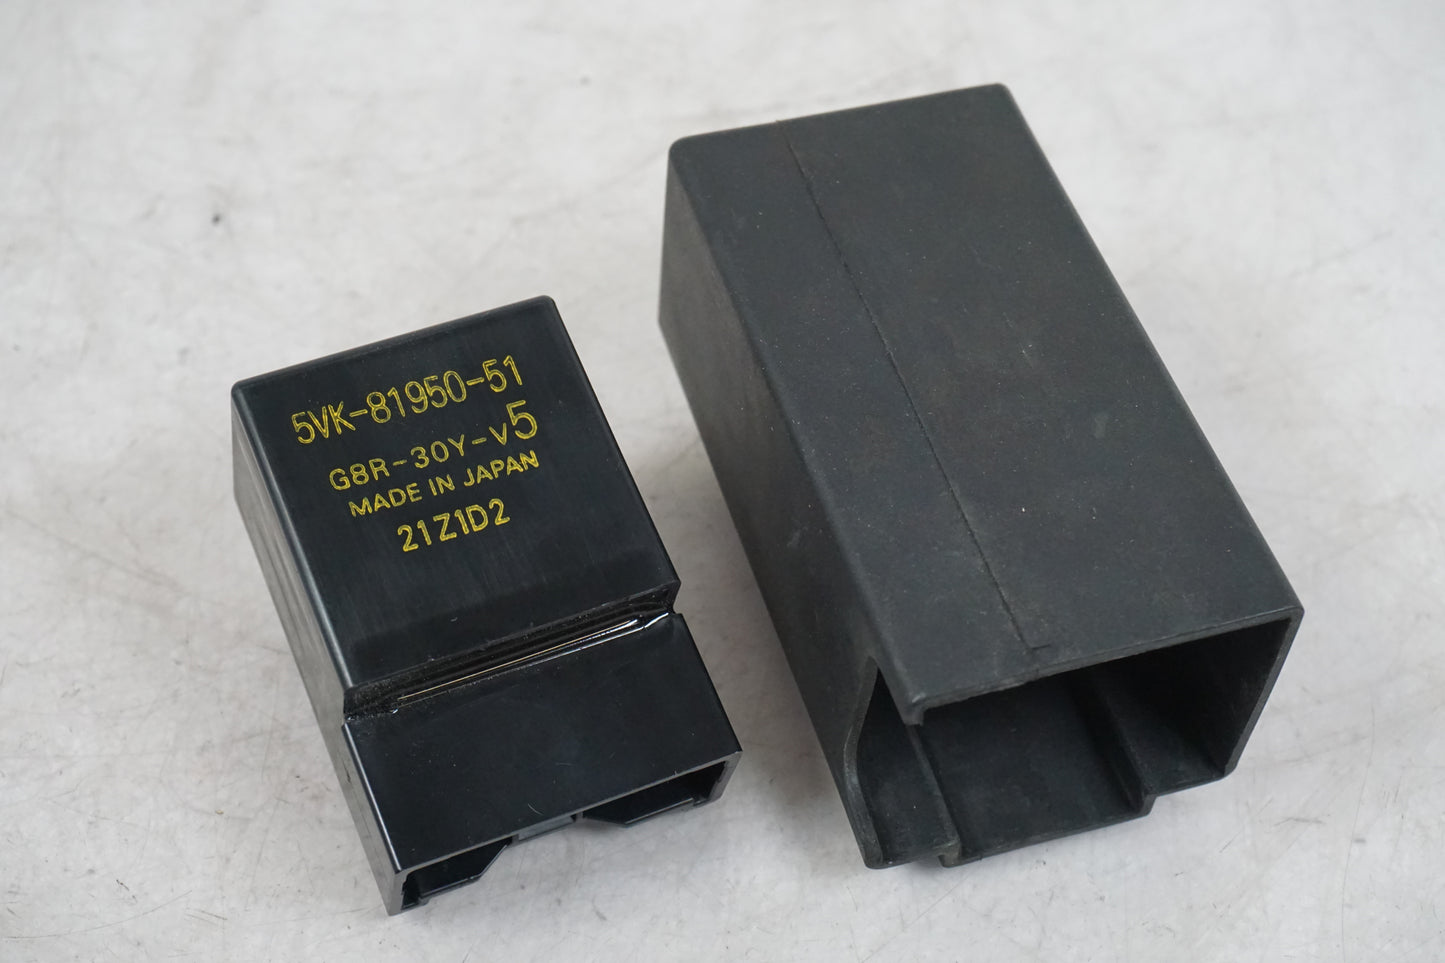 5VK-81950-51
G8R-30Y-V5
MADE IN JAPAN
21Z1D2